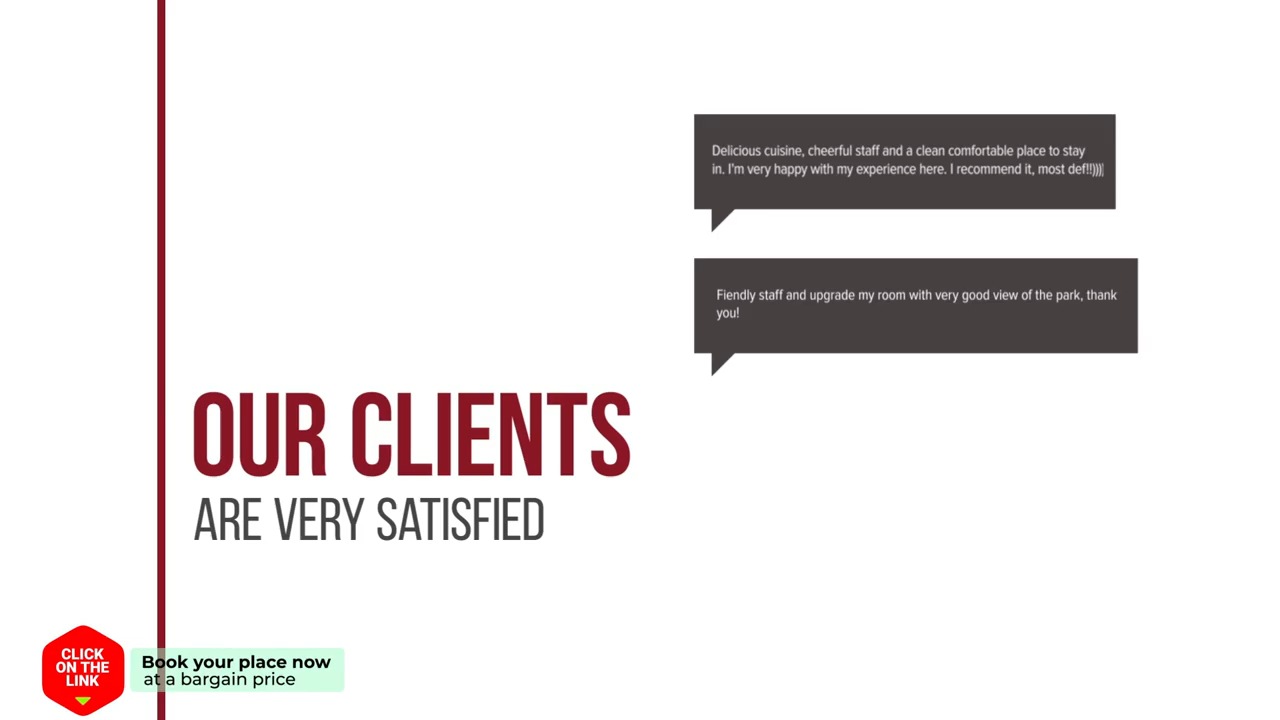 Delicious cuisine, cheerful staff and a clean comfortable place to stay
in. I'm very happy with my experience here. I recommend it, most def!!))))
Fiendly staff and upgrade my room with very good view of the park, thank
you!
OUR CLIENTS
ARE VERY SATISFIED
CLICK
ON THE
LINK
Book your place now
at a bargain price